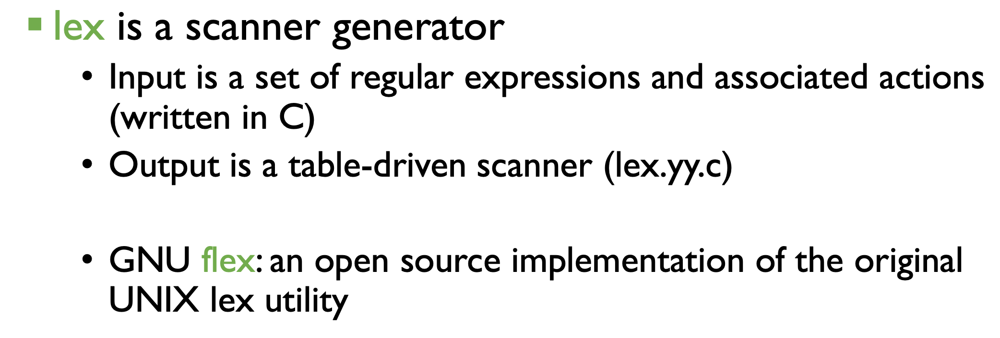 ▪ lex is a scanner generator
• Input is a set of regular expressions and associated actions
(written in C)
• Output is a table-driven scanner (lex.yy.c)
• GNU flex: an open source implementation of the original
UNIX lex utility